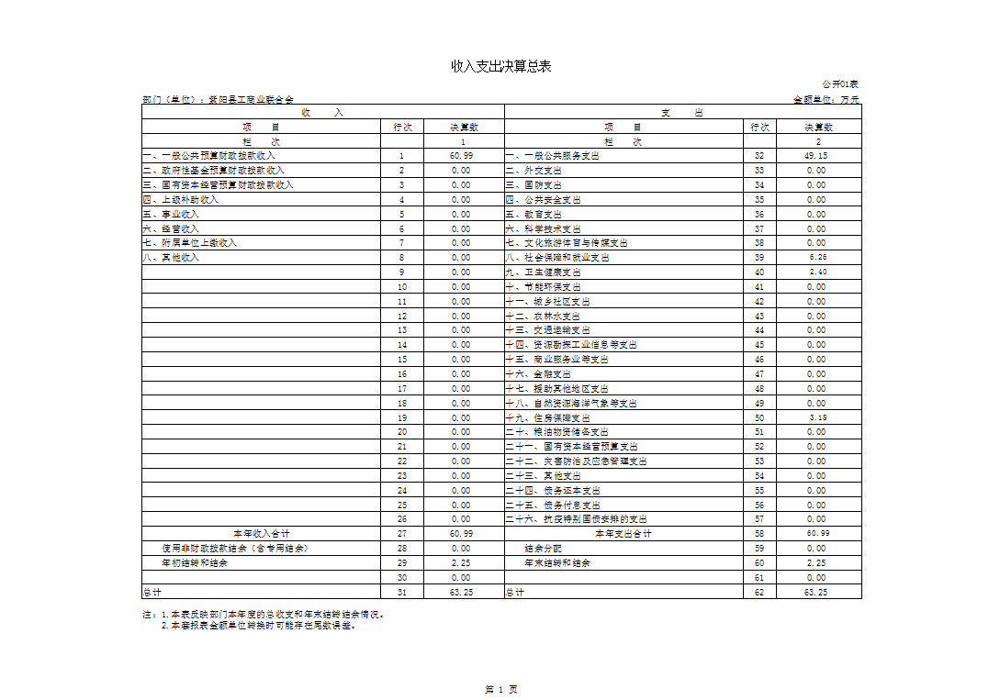 收入支出决算总表
公开01表
部门（单位）：紫阳县工商业联合会 金额单位：万元
收 入 支 出
项 目 行次 决算数 项 目 行次 决算数
栏 次 1 栏 次 2
一、一般公共预算财政拨款收入 1 60.99 一、一般公共服务支出 32 49.15
二、政府性基金预算财政拨款收入 2 0.00 二、外交支出 33 0.00
三、国有资本经营预算财政拨款收入 3 0.00 三、国防支出 34 0.00
四、上级补助收入 4 0.00 四、公共安全支出 35 0.00
五、事业收入 5 0.00 五、教育支出 36 0.00
六、经营收入 6 0.00 六、科学技术支出 37 0.00
七、附属单位上缴收入 7 0.00 七、文化旅游体育与传媒支出 38 0.00
八、其他收入 8 0.00 八、社会保障和就业支出 39 6.26
9 0.00 九、卫生健康支出 40 2.40
10 0.00 十、节能环保支出 41 0.00
11 0.00 十一、城乡社区支出 42 0.00
12 0.00 十二、农林水支出 43 0.00
13 0.00 十三、交通运输支出 44 0.00
14 0.00 十四、资源勘探工业信息等支出 45 0.00
15 0.00 十五、商业服务业等支出 46 0.00
16 0.00 十六、金融支出 47 0.00
17 0.00 十七、援助其他地区支出 48 0.00
18 0.00 十八、自然资源海洋气象等支出 49 0.00
19 0.00 十九、住房保障支出 50 3.18
20 0.00 二十、粮油物资储备支出 51 0.00
21 0.00 二十一、国有资本经营预算支出 52 0.00
22 0.00 二十二、灾害防治及应急管理支出 53 0.00
23 0.00 二十三、其他支出 54 0.00
24 0.00 二十四、债务还本支出 55 0.00
25 0.00 二十五、债务付息支出 56 0.00
26 0.00 二十六、抗疫特别国债安排的支出 57 0.00
本年收入合计 27 60.99 本年支出合计 58 60.99
使用非财政拨款结余（含专用结余） 28 0.00 结余分配 59 0.00
年初结转和结余 29 2.25 年末结转和结余 60 2.25
30 0.00 61 0.00
总计 31 63.25 总计 62 63.25
注：1.本表反映部门本年度的总收支和年末结转结余情况。
2.本套报表金额单位转换时可能存在尾数误差。
第 1 页